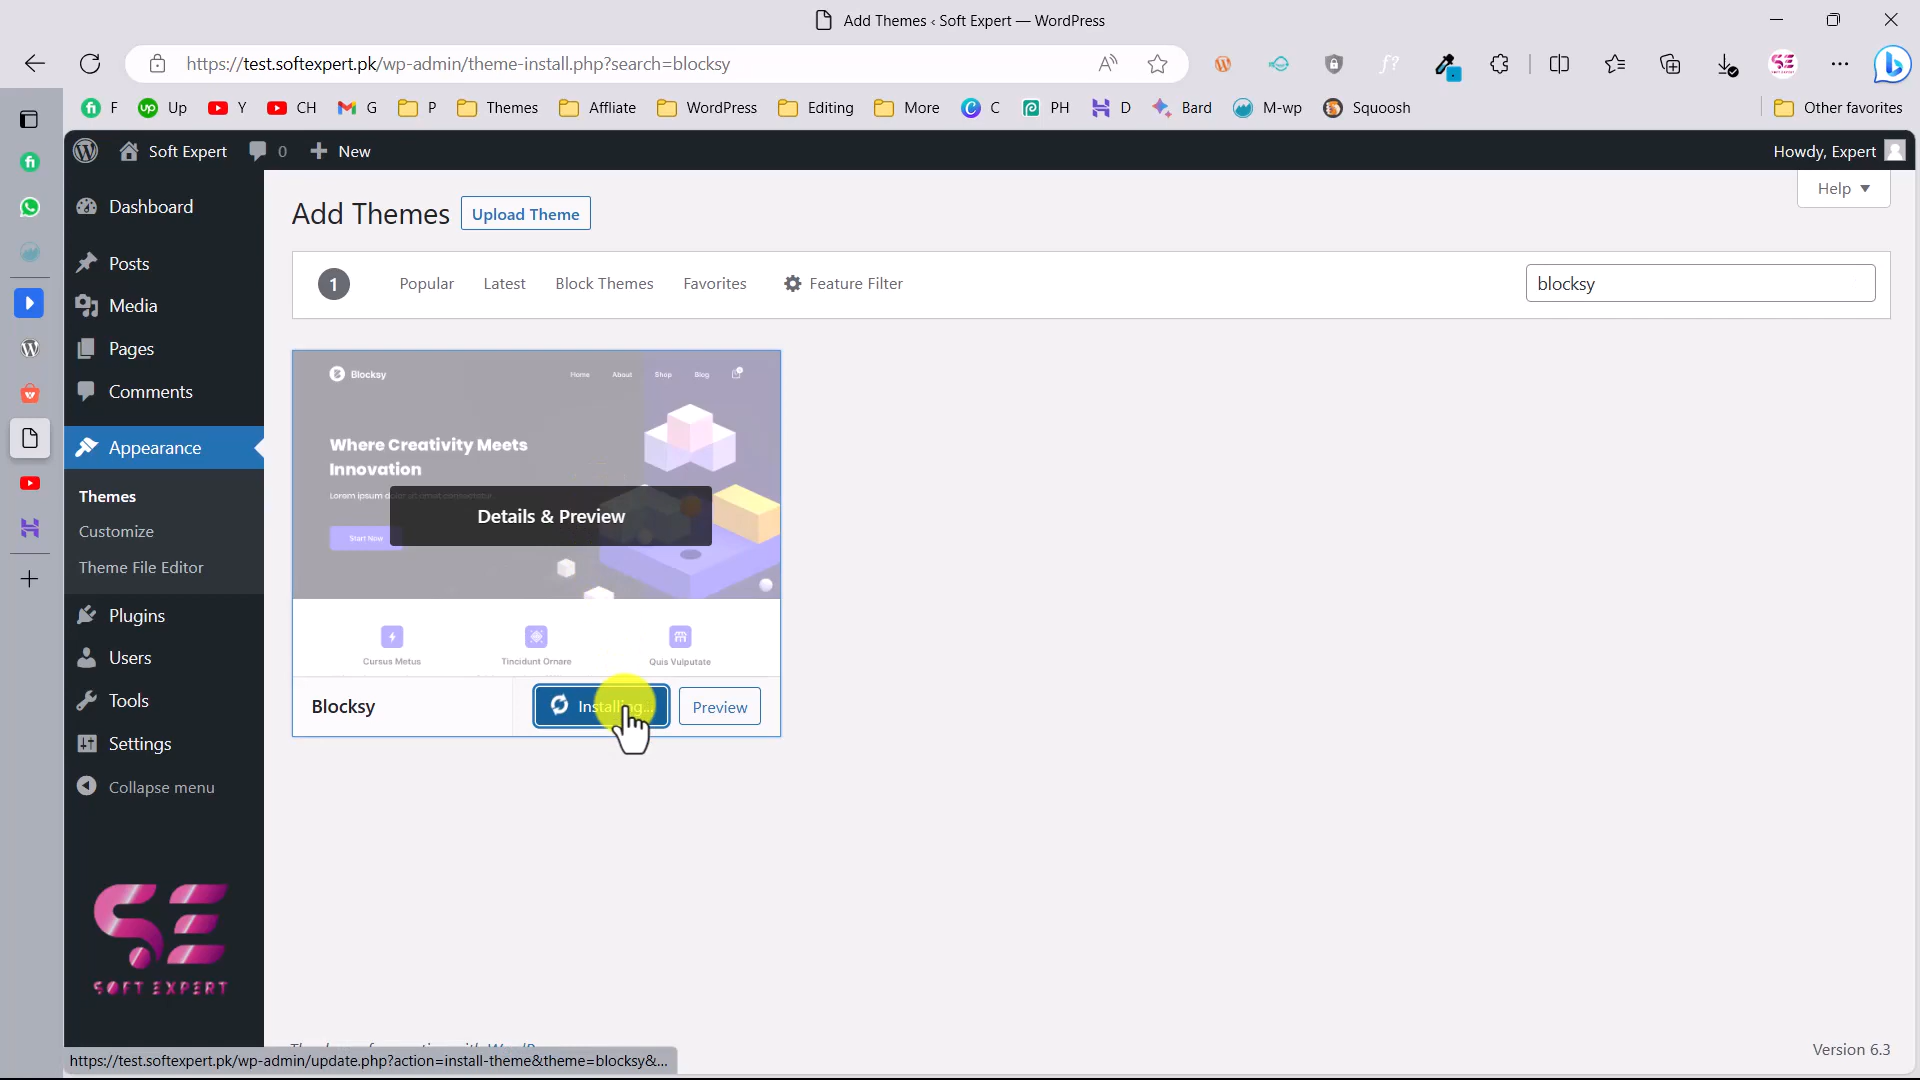 Add Themes ‹ Soft Expert — WordPress
https://test.softexpert.pk/wp-admin/theme-install.php?search=blocksy
F Up Y CH G P Themes Affliate WordPress Editing More C PH D Bard M-wp Squoosh Other favorites
Soft Expert 0 New Howdy, Expert
Help
Dashboard
Posts
Media
Pages
Comments
Appearance
Themes
Customize
Theme File Editor
Plugins
Users
Tools
Settings
Collapse menu
SOFT EXPERT
Add Themes Upload Theme
1 Popular Latest Block Themes Favorites Feature Filter blocksy
Blocksy Home About Shop Blog
Where Creativity Meets
Innovation
Lorem ipsum
Details & Preview
Start Now
Cursus Metus Tincidunt Ornare Quis Vulputate
Blocksy Installing... Preview
Version 6.3
https://test.softexpert.pk/wp-admin/update.php?action=install-theme&theme=blocksy&...